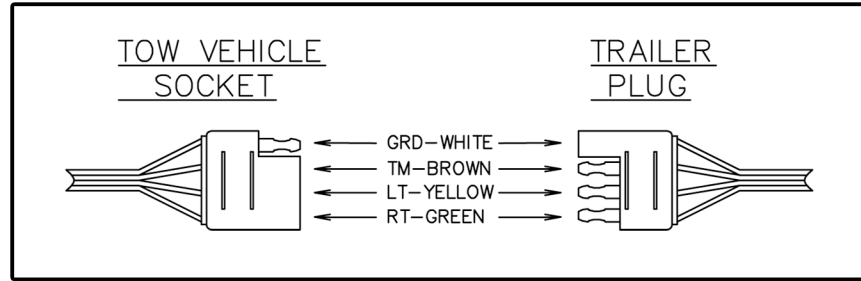 TOW VEHICLE
SOCKET
TRAILER
PLUG
GRD-WHITE
TM-BROWN
LT-YELLOW
RT-GREEN